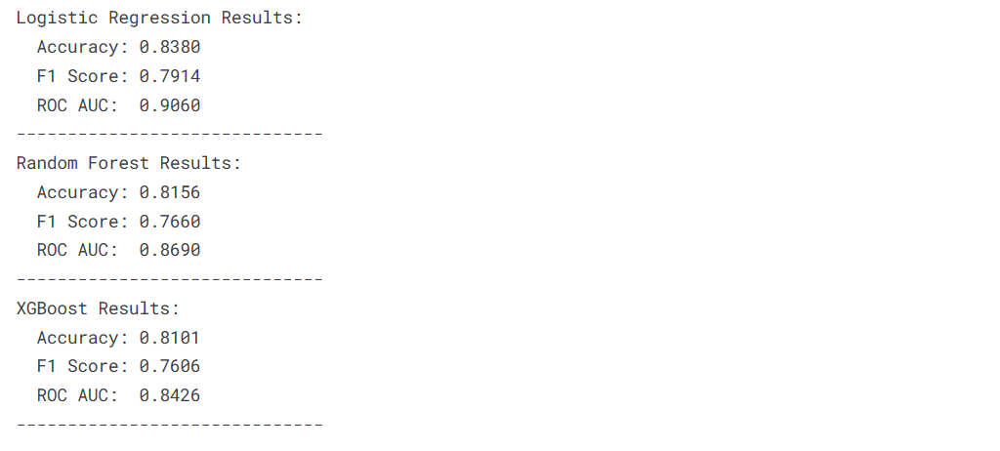 Logistic Regression Results:
  Accuracy: 0.8380
  F1 Score: 0.7914
  ROC AUC:  0.9060
------------------------------
Random Forest Results:
  Accuracy: 0.8156
  F1 Score: 0.7660
  ROC AUC:  0.8690
------------------------------
XGBoost Results:
  Accuracy: 0.8101
  F1 Score: 0.7606
  ROC AUC:  0.8426
------------------------------